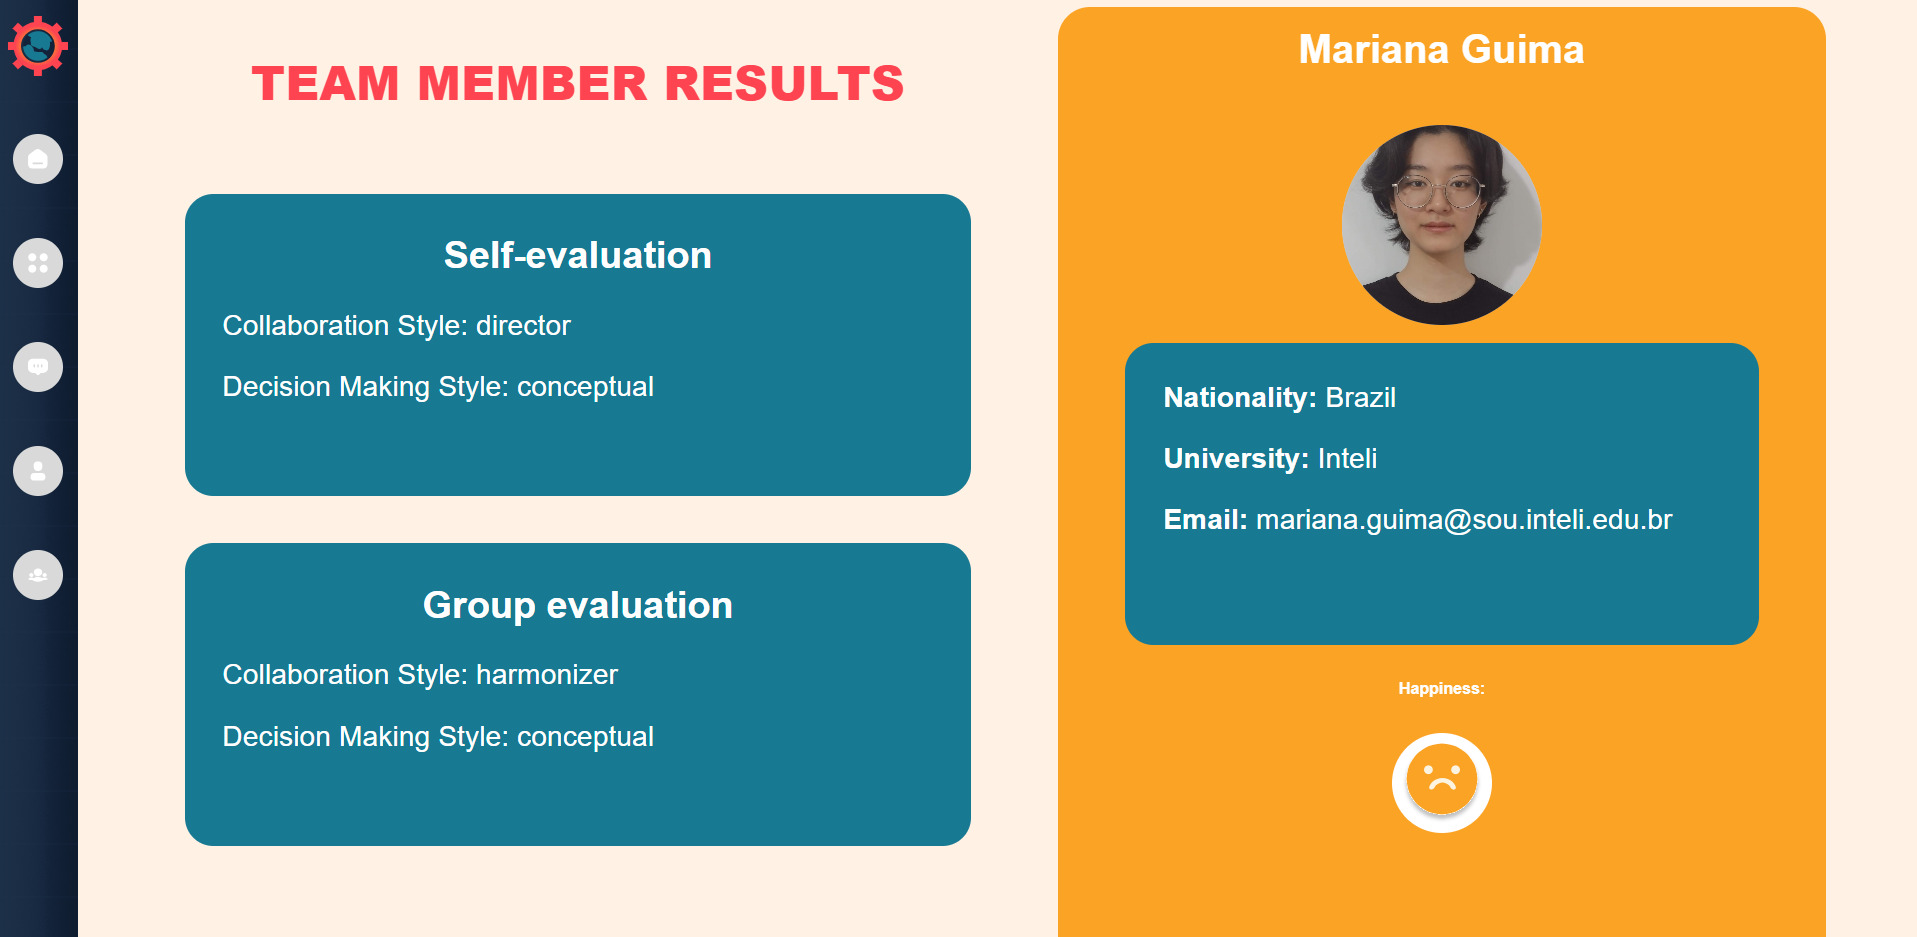 TEAM MEMBER RESULTS
Self-evaluation
Collaboration Style: director
Decision Making Style: conceptual
Group evaluation
Collaboration Style: harmonizer
Decision Making Style: conceptual
Mariana Guima
Nationality: Brazil
University: Inteli
Email: mariana.guima@sou.inteli.edu.br
Happiness: